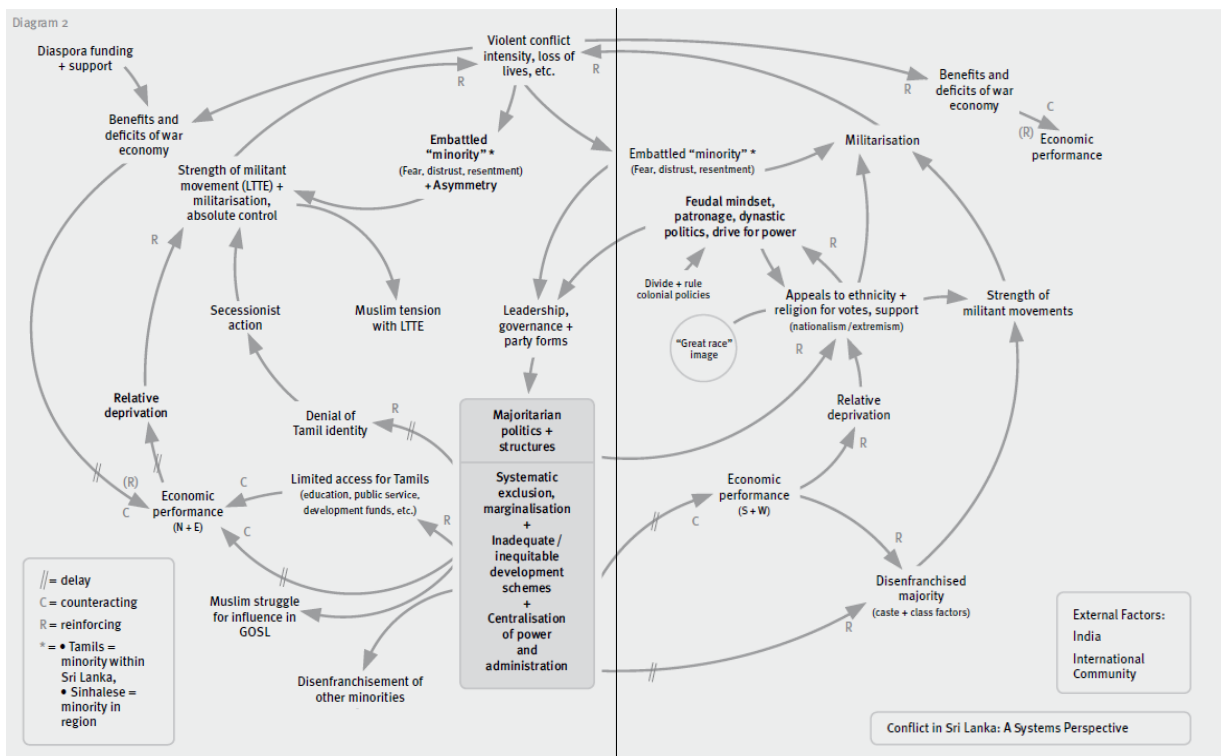 Diagram 2
Diaspora funding
+ support
Benefits and
deficits of war
economy
Violent conflict
intensity, loss of
lives, etc.
R
R
R
Benefits and
deficits of war
economy
C
(R)
Economic
performance
Strength of militant
movement (LTTE) +
militarisation,
absolute control
Embattled
“minority” *
(Fear, distrust, resentment)
+ Asymmetry
Embattled “minority” *
(Fear, distrust, resentment)
Militarisation
Feudal mindset,
patronage, dynastic
politics, drive for power
R
R
Divide + rule
colonial policies
Secessionist
action
Muslim tension
with LTTE
Leadership,
governance +
party forms
Appeals to ethnicity +
religion for votes, support
(nationalism/extremism)
Strength of
militant movements
“Great race”
image
R
Relative
deprivation
Denial of
Tamil identity
R
//
Majoritarian
politics +
structures
Relative
deprivation
R
//
//
(R)
C
Economic
performance
(N + E)
C
C
Limited access for Tamils
(education, public service,
development funds, etc.)
R
//
Systematic
exclusion,
marginalisation
+
Inadequate/
inequitable
development
schemes
+
Centralisation
of power
and
administration
//
C
Economic
performance
(S + W)
R
Disenfranchised
majority
(caste + class factors)
R
//
Muslim struggle
for influence in
GOSL
Disenfranchisement of
other minorities
// = delay
C = counteracting
R = reinforcing
* = • Tamils =
minority within
Sri Lanka,
• Sinhalese =
minority in
region
External Factors:
India
International
Community
Conflict in Sri Lanka: A Systems Perspective